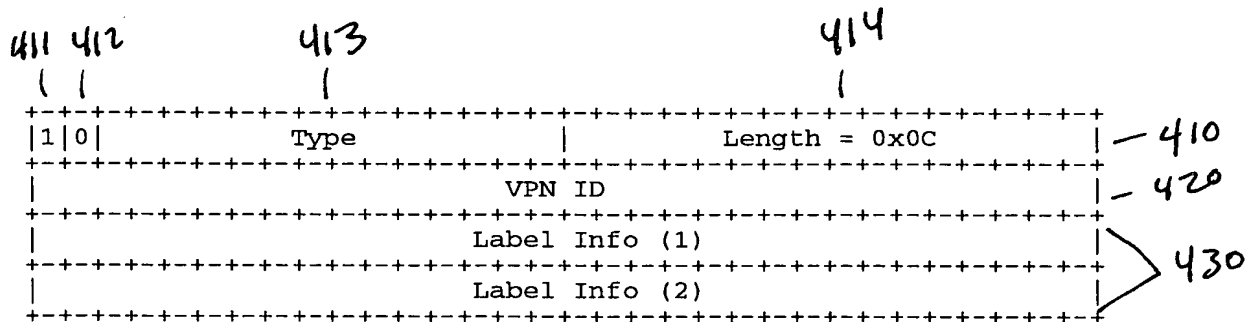 411 412 413 414
+-+-+-+-+-+-+-+-+-+-+-+-+-+-+-+-+-+-+-+-+-+-+-+-+-+-+-+-+-+-+-+-+
|1|0| Type | Length = 0x0C | — 410
+-+-+-+-+-+-+-+-+-+-+-+-+-+-+-+-+-+-+-+-+-+-+-+-+-+-+-+-+-+-+-+-+
| VPN ID | — 420
+-+-+-+-+-+-+-+-+-+-+-+-+-+-+-+-+-+-+-+-+-+-+-+-+-+-+-+-+-+-+-+-+
| Label Info (1) |
+-+-+-+-+-+-+-+-+-+-+-+-+-+-+-+-+-+-+-+-+-+-+-+-+-+-+-+-+-+-+-+-+ 430
| Label Info (2) |
+-+-+-+-+-+-+-+-+-+-+-+-+-+-+-+-+-+-+-+-+-+-+-+-+-+-+-+-+-+-+-+-+